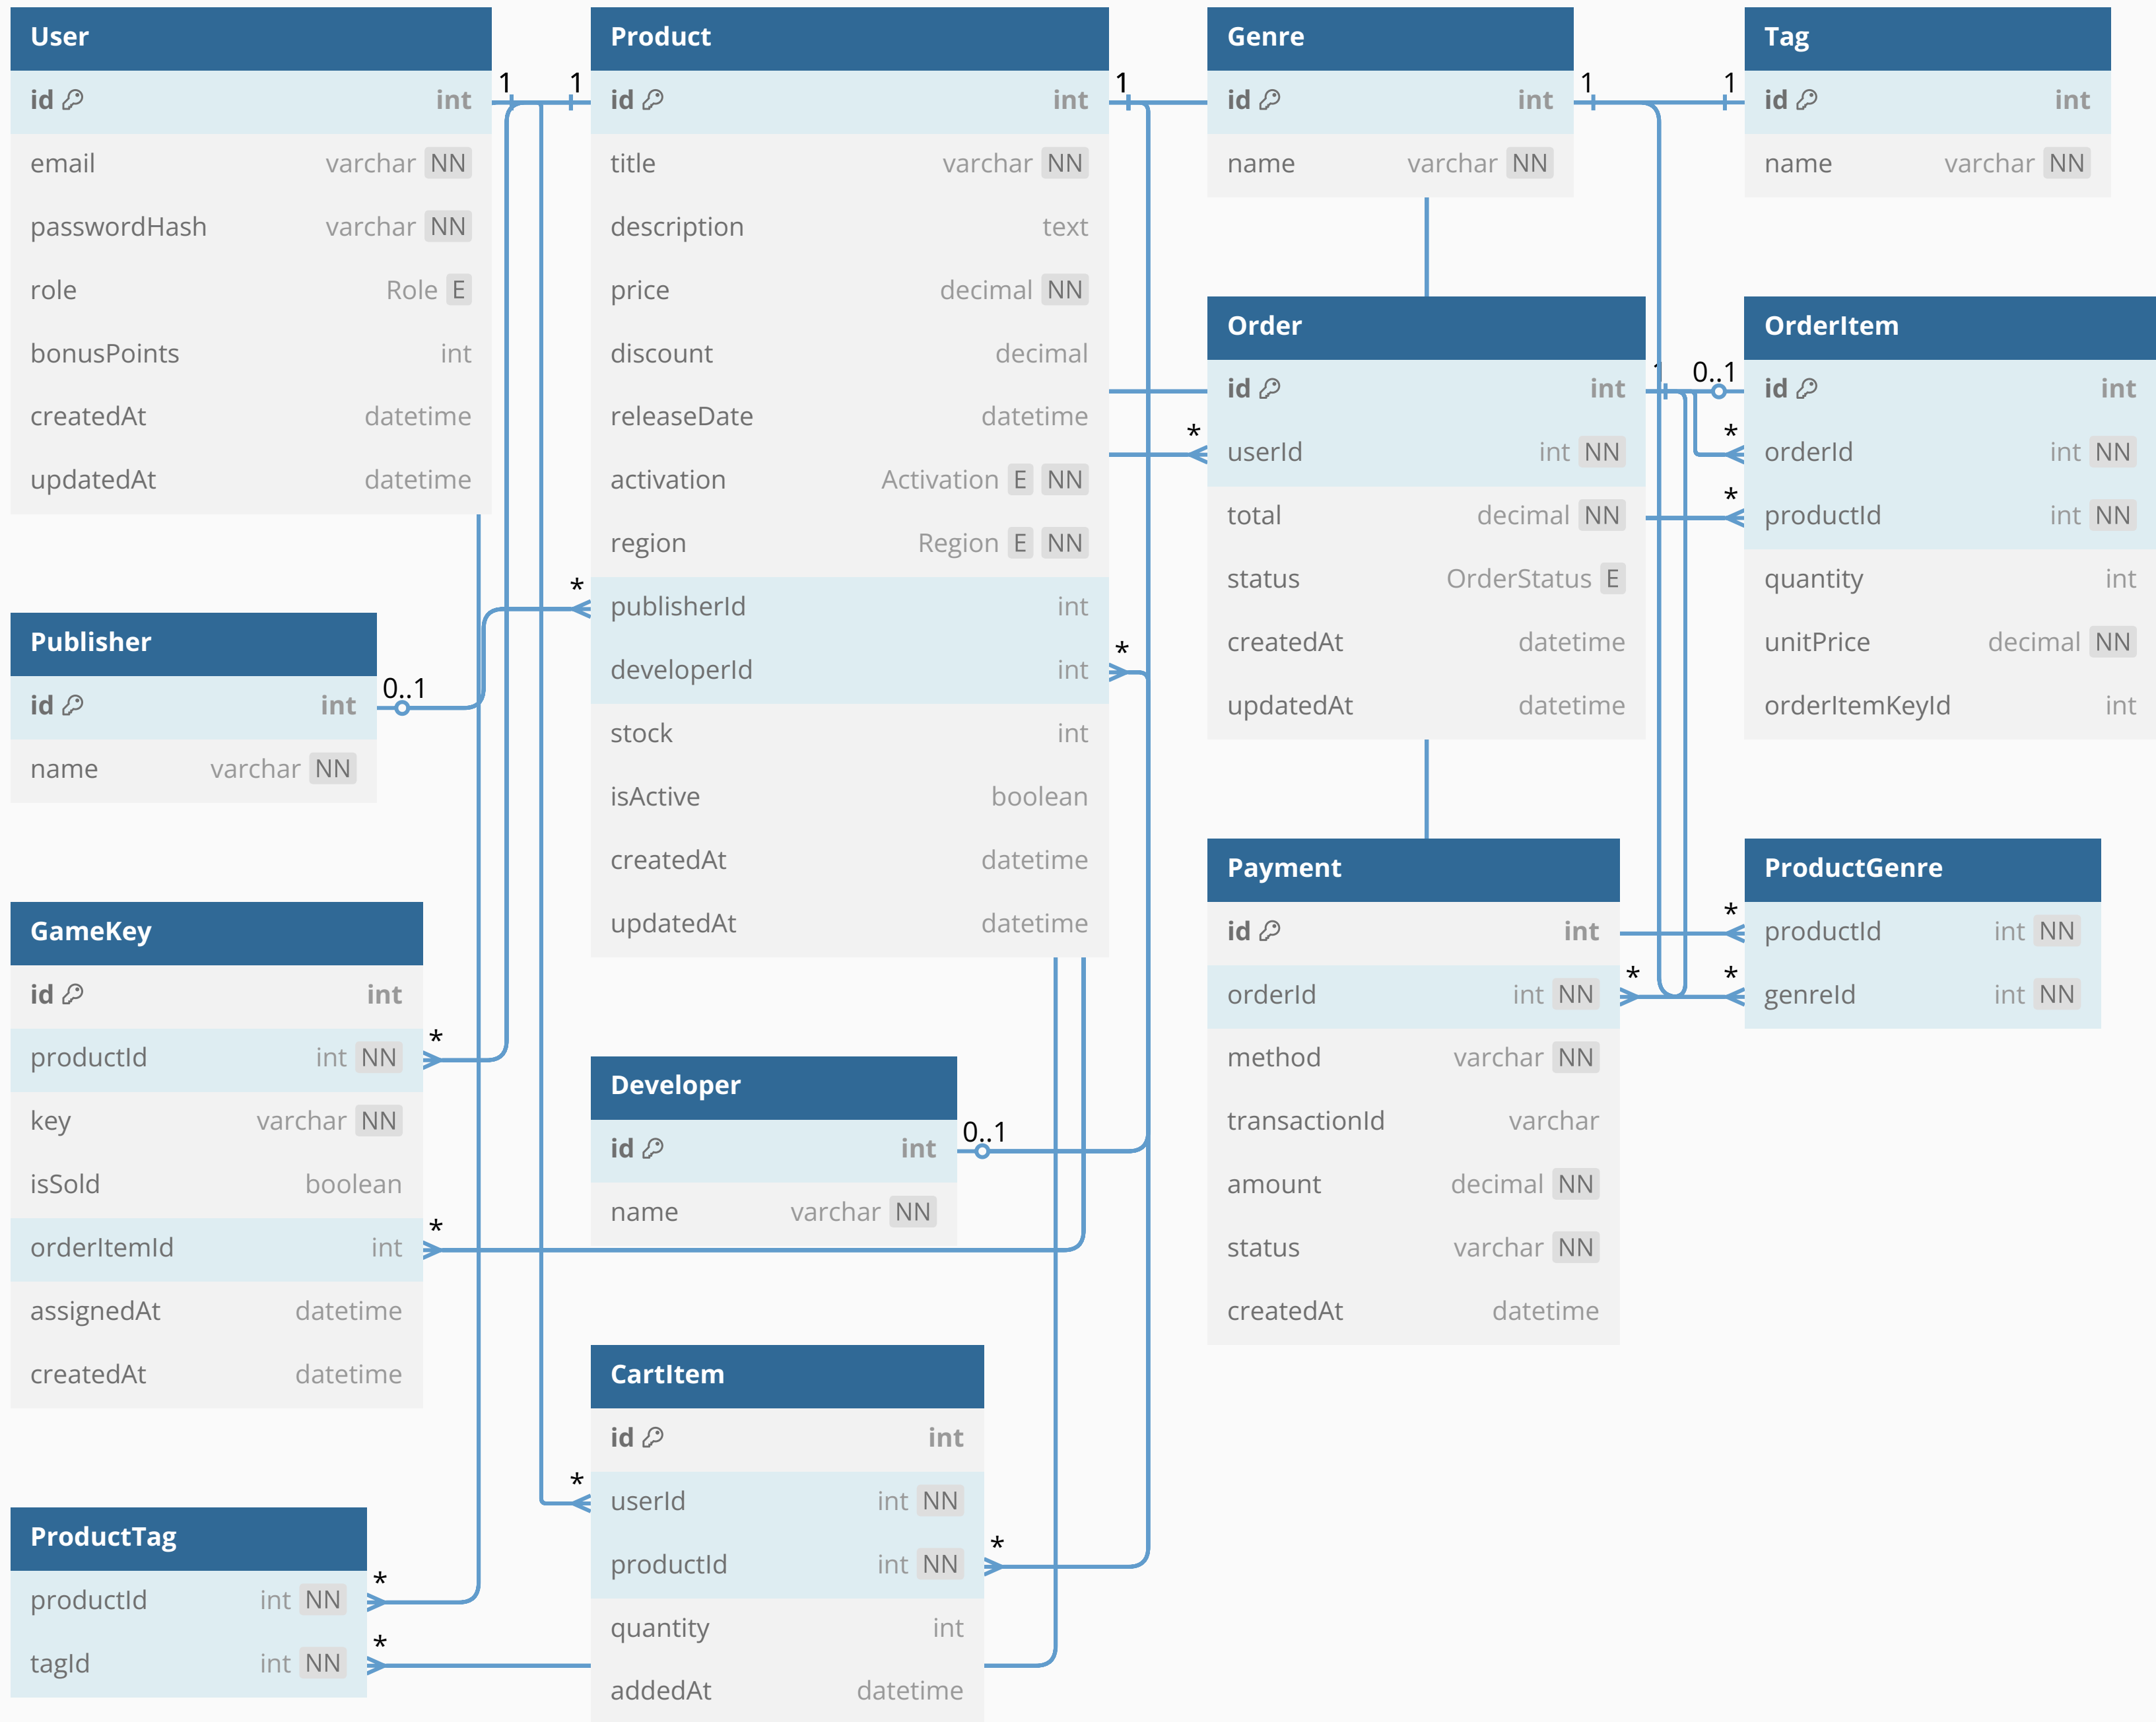 User
id int
email varchar NN
passwordHash varchar NN
role Role E
bonusPoints int
createdAt datetime
updatedAt datetime
1
1
Product
id int
title varchar NN
description text
price decimal NN
discount decimal
releaseDate datetime
activation Activation E NN
region Region E NN
* publisherId int
developerId int *
stock int
isActive boolean
createdAt datetime
updatedAt datetime
1
Genre
id int
name varchar NN
1
1
Tag
id int
name varchar NN
Order
id int
* userId int NN
total decimal NN
status OrderStatus E
createdAt datetime
updatedAt datetime
1
0..1
OrderItem
id int
* orderId int NN
* productId int NN
quantity int
unitPrice decimal NN
orderItemKeyId int
Publisher
id int 0..1
name varchar NN
GameKey
id int
productId int NN *
key varchar NN
isSold boolean
orderItemId int *
assignedAt datetime
createdAt datetime
Developer
id int 0..1
name varchar NN
Payment
id int
orderId int NN *
method varchar NN
transactionId varchar
amount decimal NN
status varchar NN
createdAt datetime
ProductGenre
* productId int NN
* genreId int NN
CartItem
id int
* userId int NN
productId int NN *
quantity int
addedAt datetime
ProductTag
productId int NN *
tagId int NN *